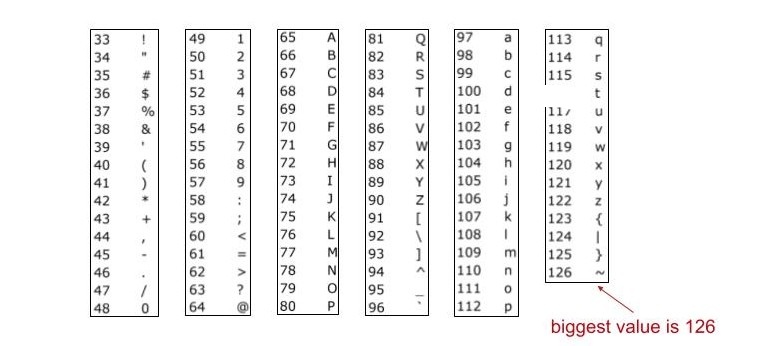 33 !
34 "
35 #
36 $
37 %
38 &
39 '
40 (
41 )
42 *
43 +
44 ,
45 -
46 .
47 /
48 0
49 1
50 2
51 3
52 4
53 5
54 6
55 7
56 8
57 9
58 :
59 ;
60 <
61 =
62 >
63 ?
64 @
65 A
66 B
67 C
68 D
69 E
70 F
71 G
72 H
73 I
74 J
75 K
76 L
77 M
78 N
79 O
80 P
81 Q
82 R
83 S
84 T
85 U
86 V
87 W
88 X
89 Y
90 Z
91 [
92 \
93 ]
94 ^
95 _
96 `
97 a
98 b
99 c
100 d
101 e
102 f
103 g
104 h
105 i
106 j
107 k
108 l
109 m
110 n
111 o
112 p
113 q
114 r
115 s
t
u
118 v
119 w
120 x
121 y
122 z
123 {
124 |
125 }
126 ~
biggest value is 126